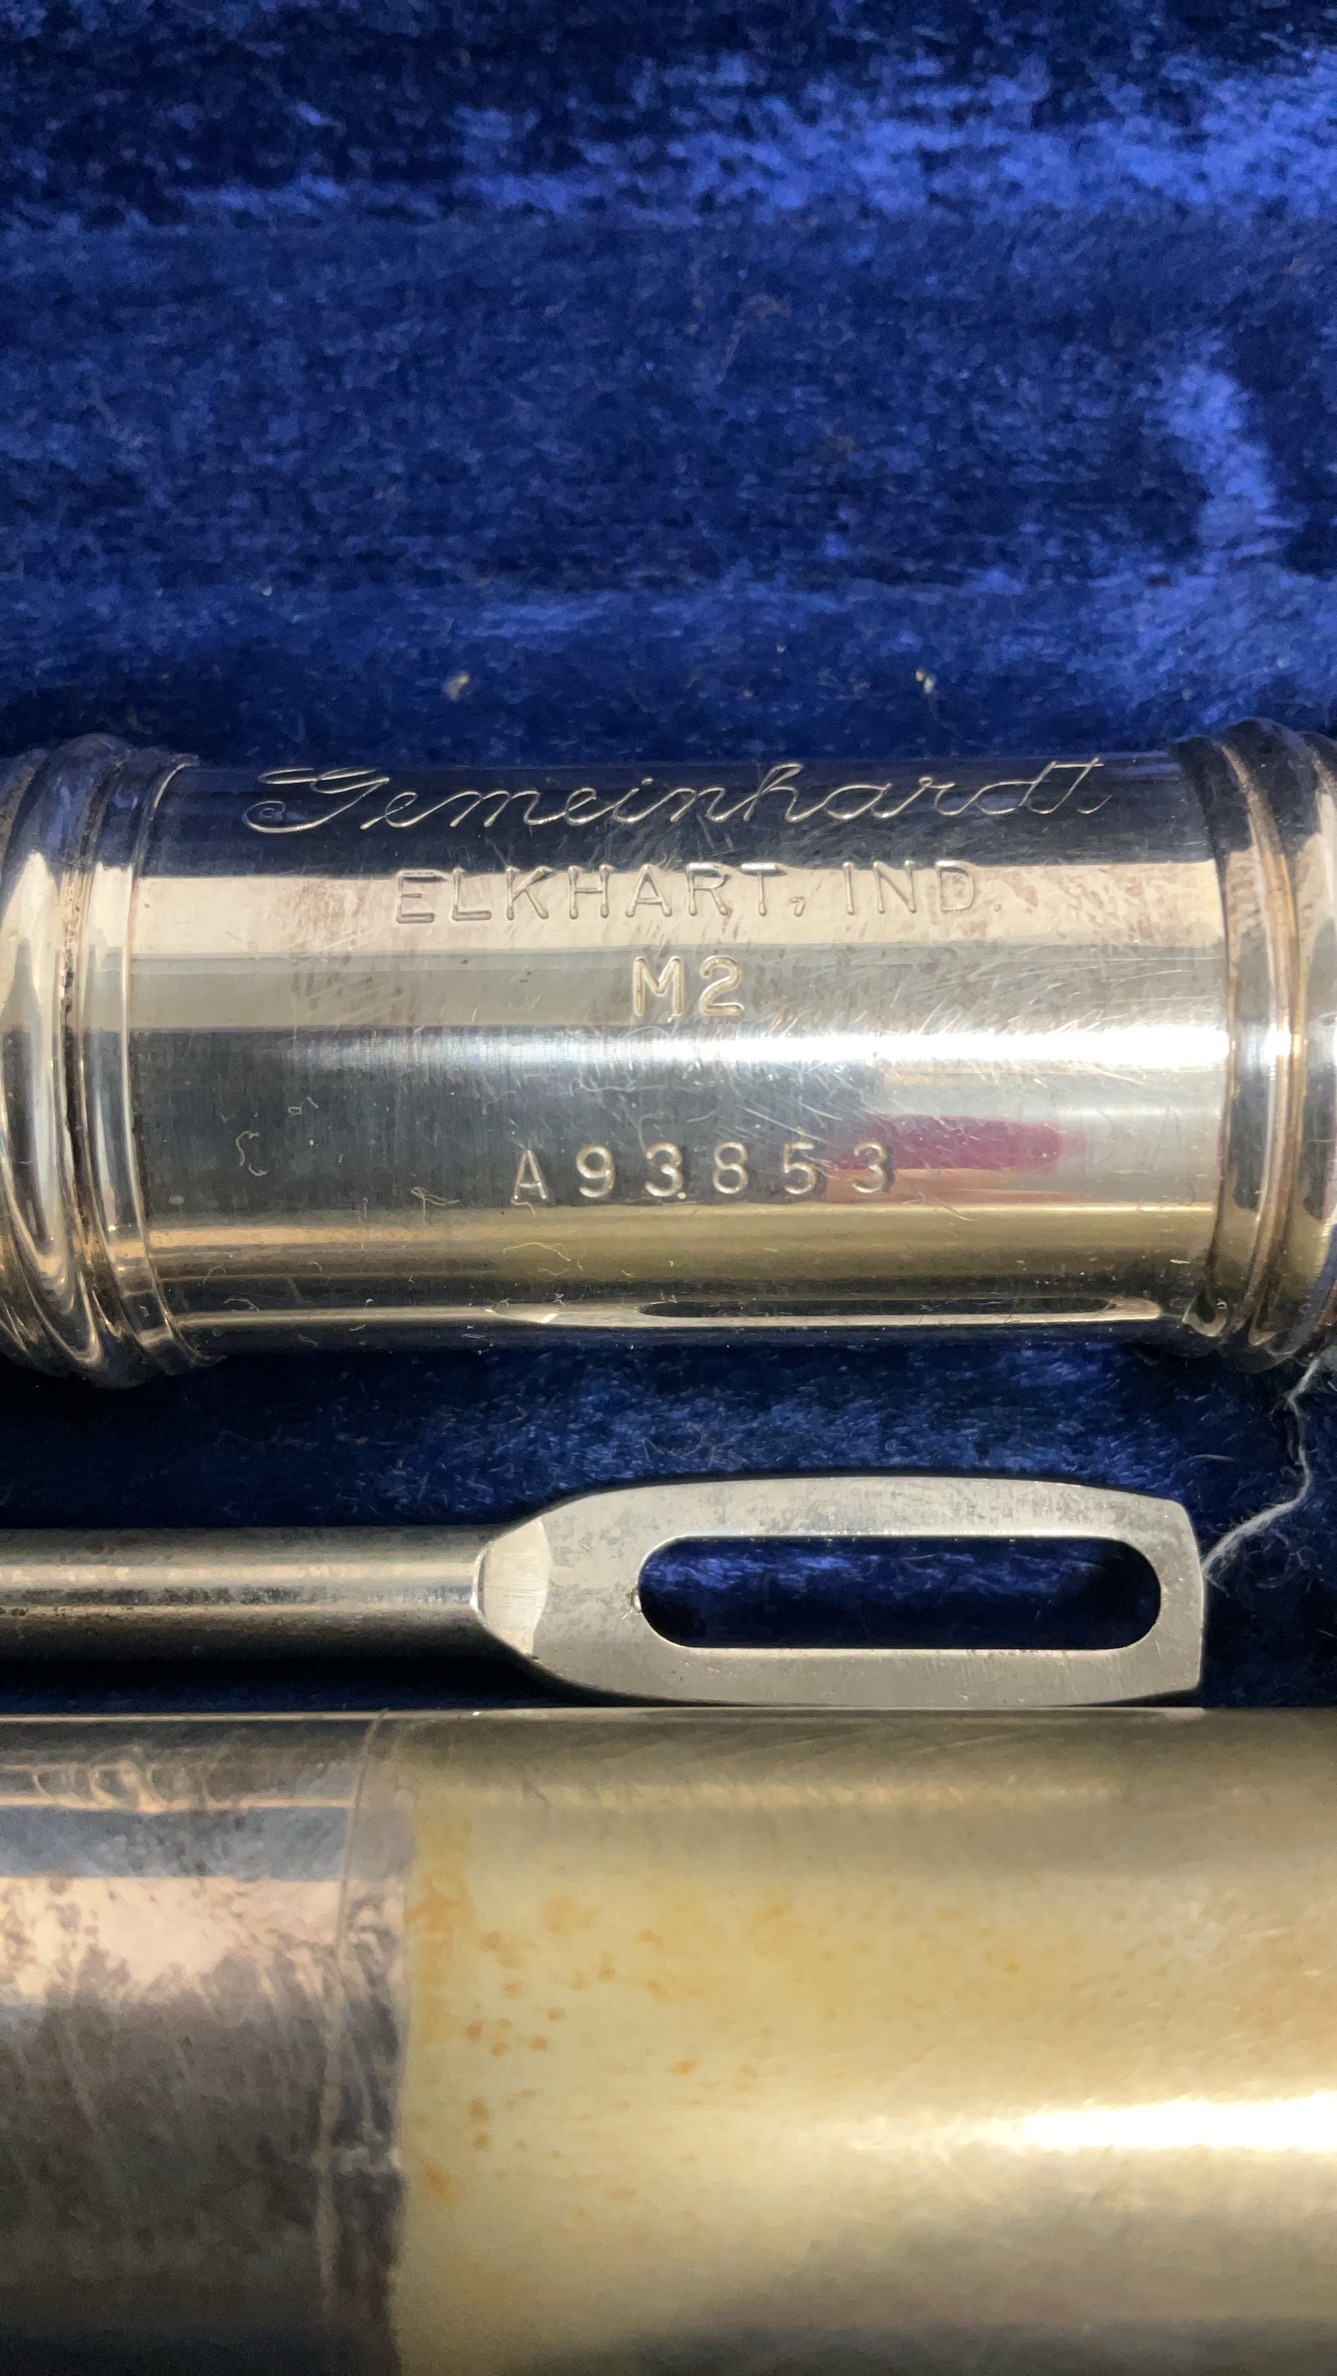 Gemeinhardt
ELKHART, IND.
M2
A93853